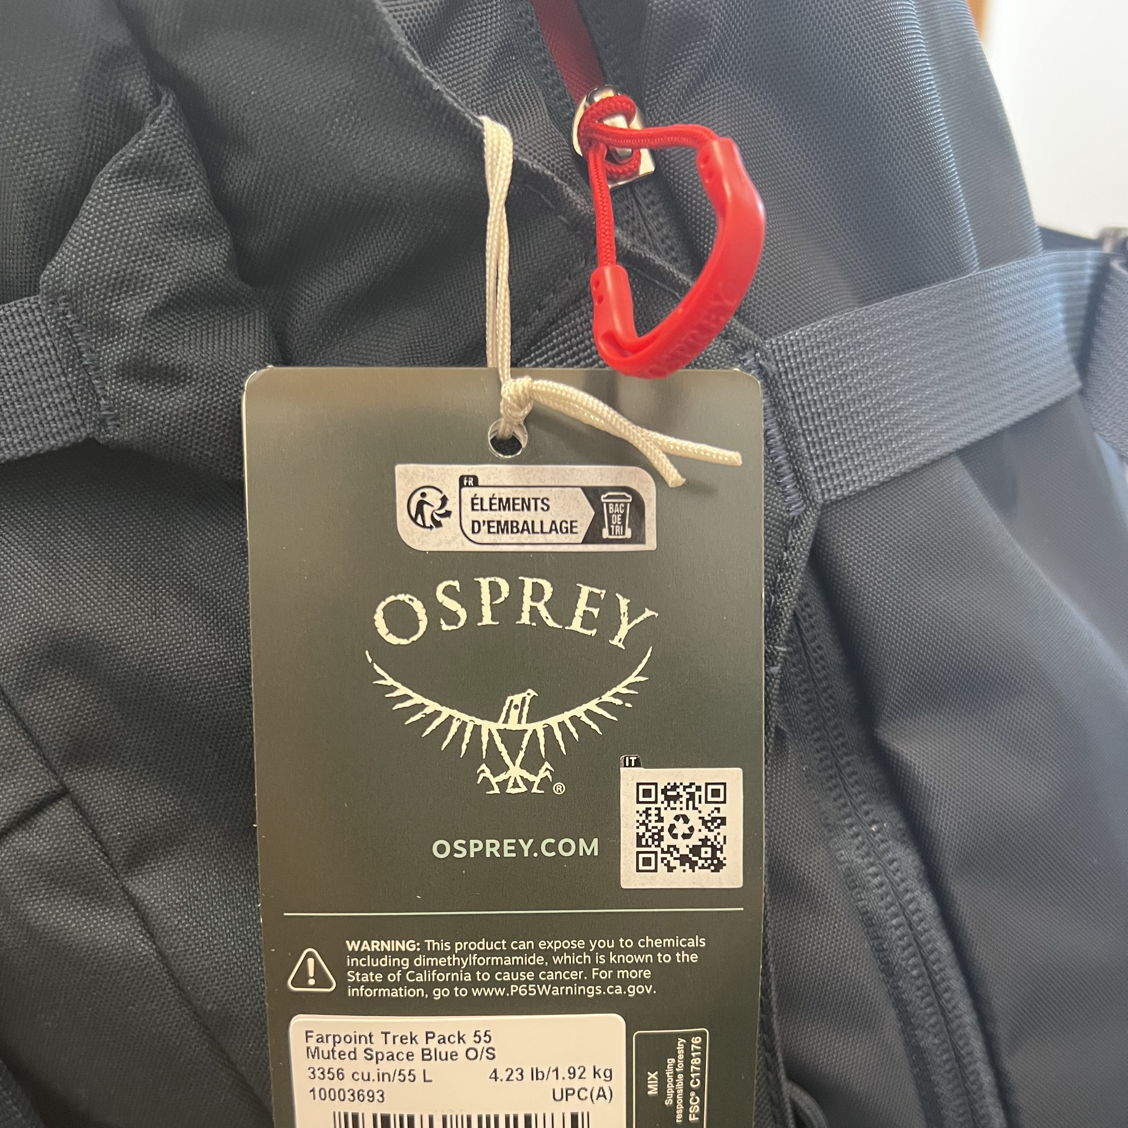 OSPREY
FR
ÉLÉMENTS
D'EMBALLAGE
BAC
DE
TRI
OSPREY
®
IT
OSPREY.COM
WARNING: This product can expose you to chemicals
including dimethylformamide, which is known to the
State of California to cause cancer. For more
information, go to www.P65Warnings.ca.gov.
Farpoint Trek Pack 55
Muted Space Blue O/S
3356 cu.in/55 L 4.23 lb/1.92 kg
10003693 UPC(A)
MIX
Supporting
responsible forestry
FSC® C178176